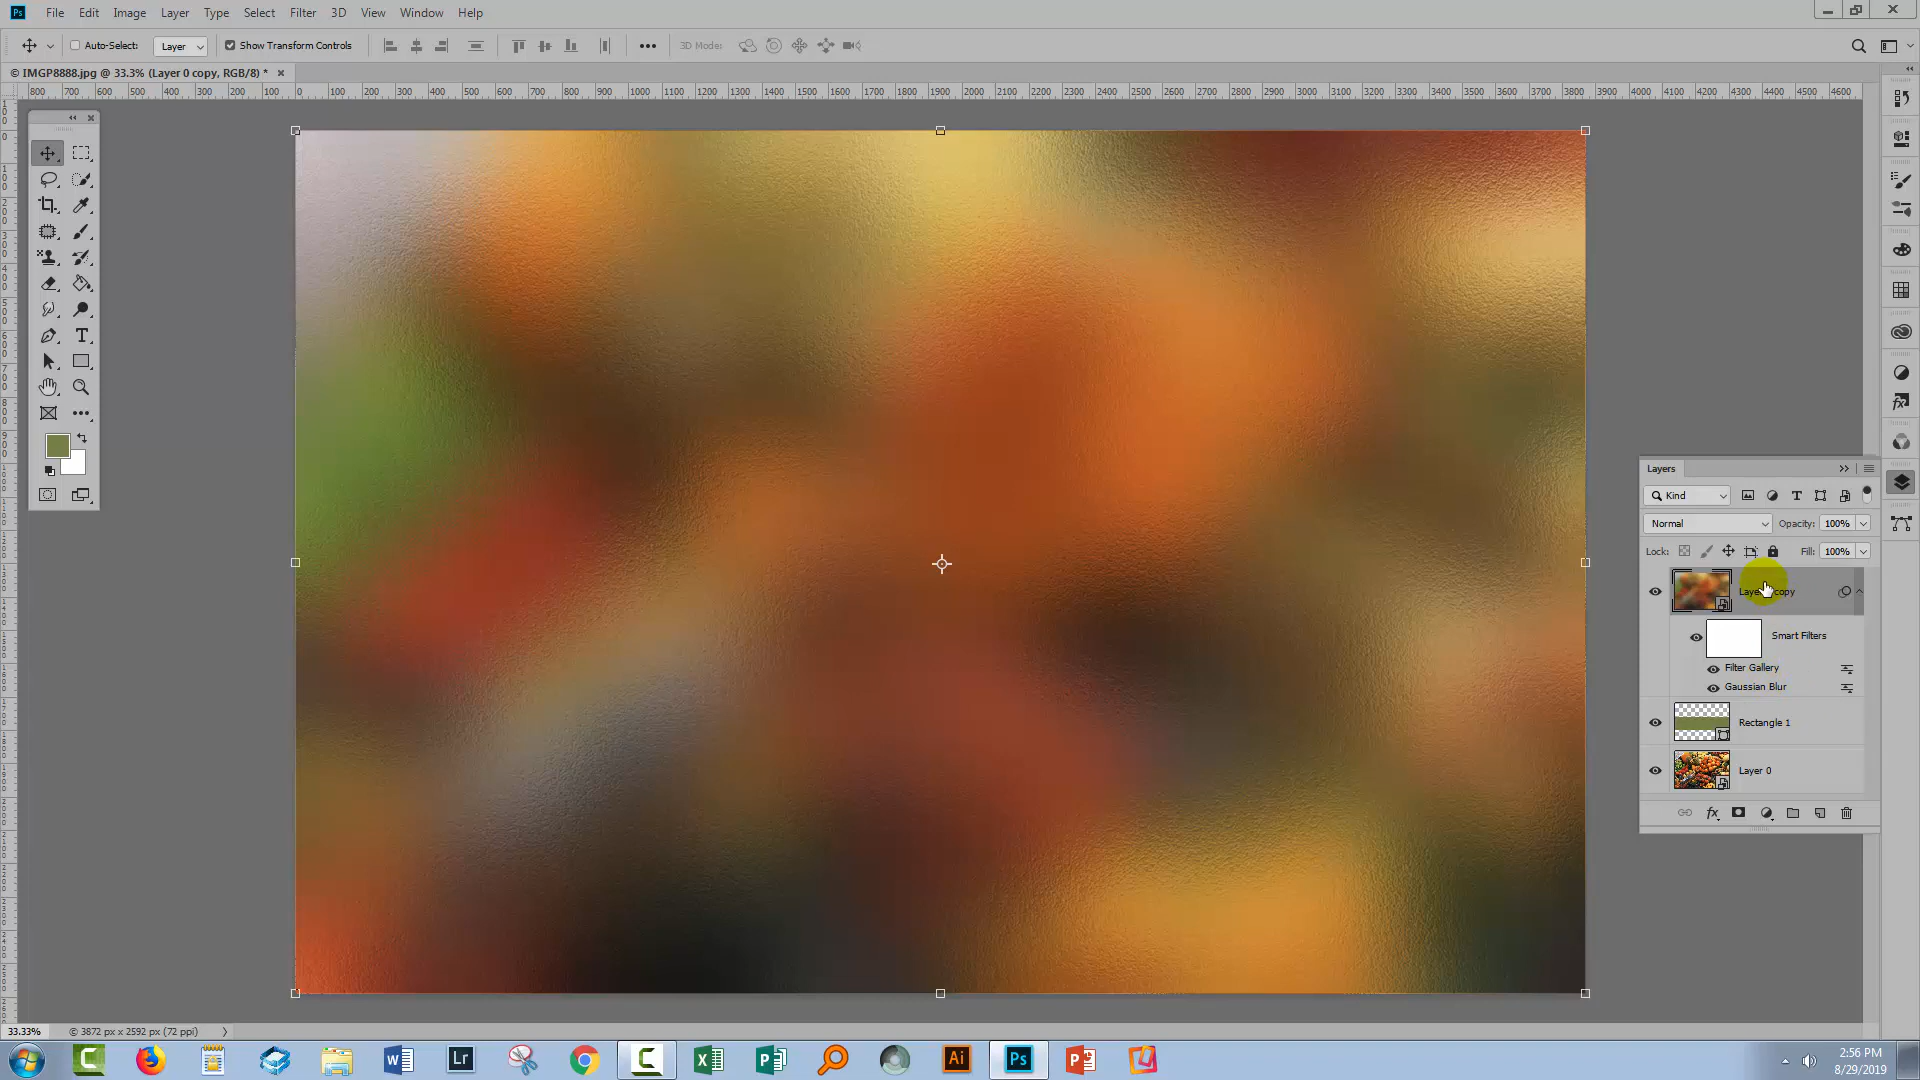 Ps File Edit Image Layer Type Select Filter 3D View Window Help
Auto-Select: Layer Show Transform Controls 3D Mode:
© IMGP8888.jpg @ 33.3% (Layer 0 copy, RGB/8) * ×
800 700 600 500 400 300 200 100 0 100 200 300 400 500 600 700 800 900 1000 1100 1200 1300 1400 1500 1600 1700 1800 1900 2000 2100 2200 2300 2400 2500 2600 2700 2800 2900 3000 3100 3200 3300 3400 3500 3600 3700 3800 3900 4000 4100 4200 4300 4400 4500 4600
Layers
Kind
Normal Opacity: 100%
Lock: Fill: 100%
Smart Filters
Filter Gallery
Gaussian Blur
Rectangle 1
Layer 0
fx
33.33% © 3872 px x 2592 px (72 ppi)
Lr Ai Ps
2:56 PM
8/29/2019